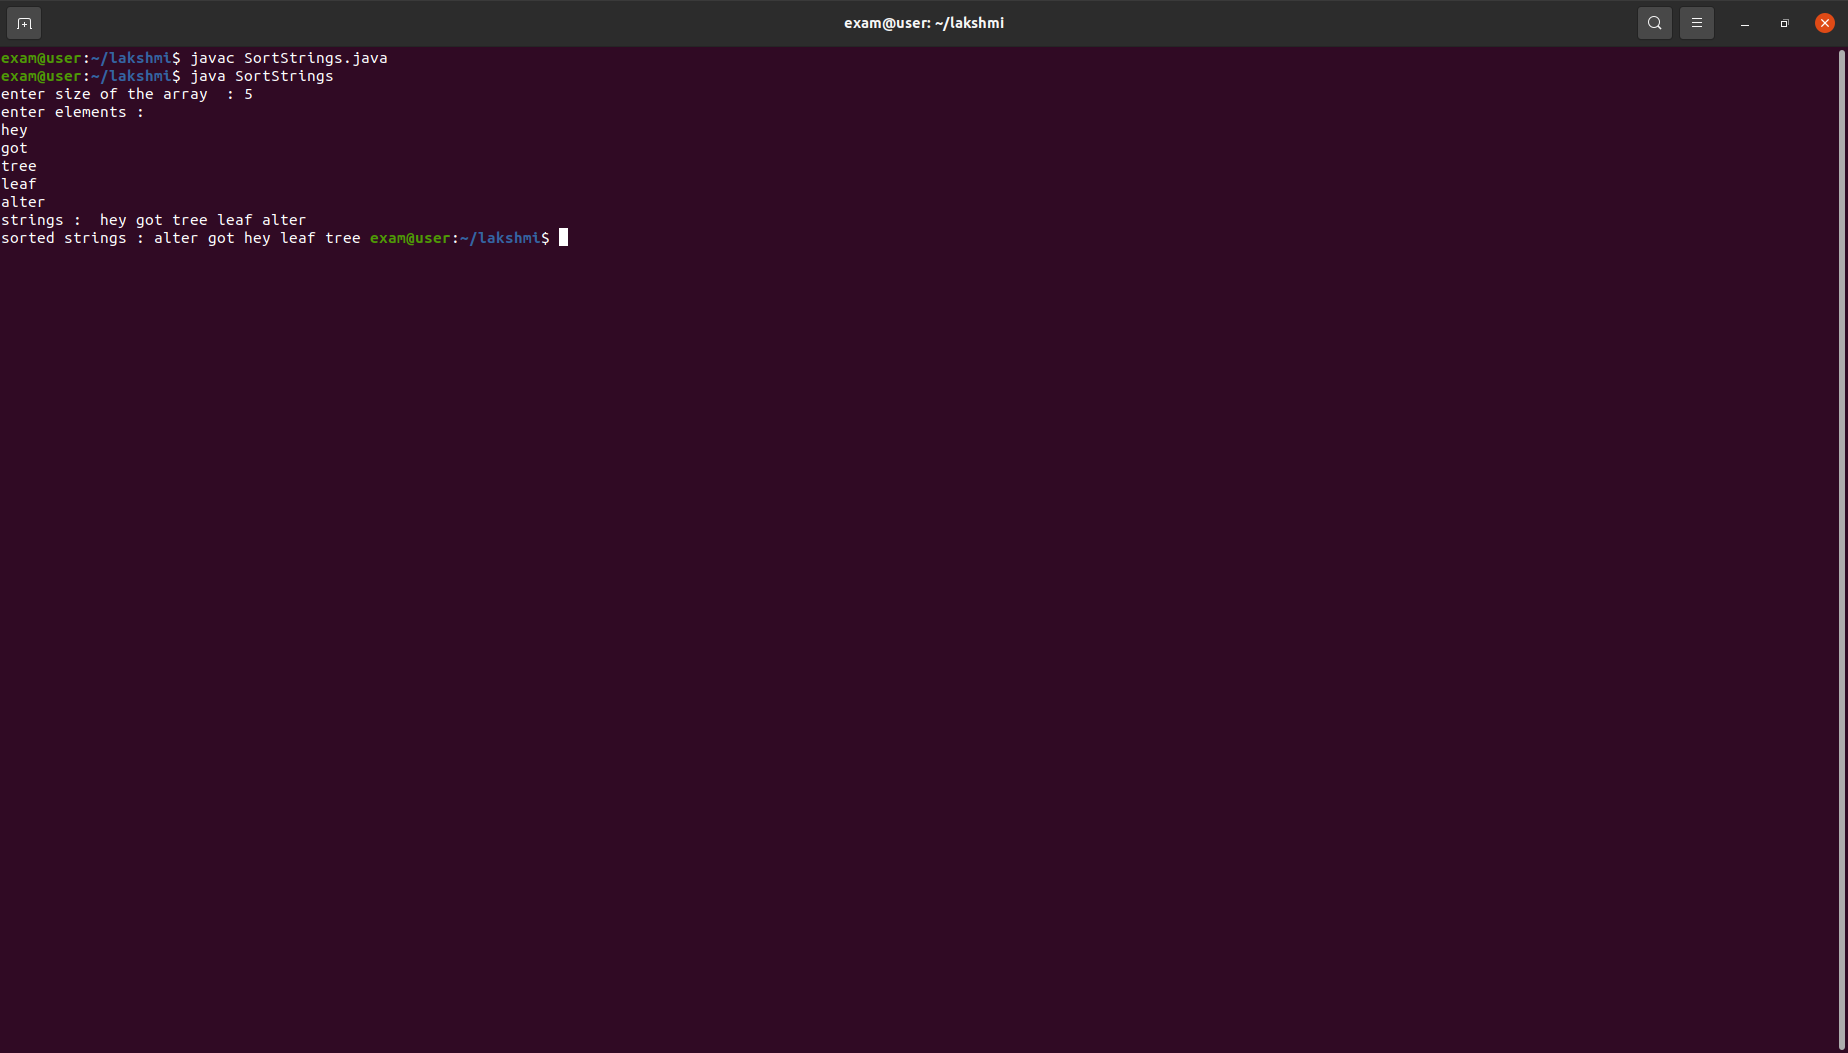 exam@user: ~/lakshmi
exam@user:~/lakshmi$ javac SortStrings.java
exam@user:~/lakshmi$ java SortStrings
enter size of the array  : 5
enter elements :
hey
got
tree
leaf
alter
strings :  hey got tree leaf alter
sorted strings : alter got hey leaf tree exam@user:~/lakshmi$